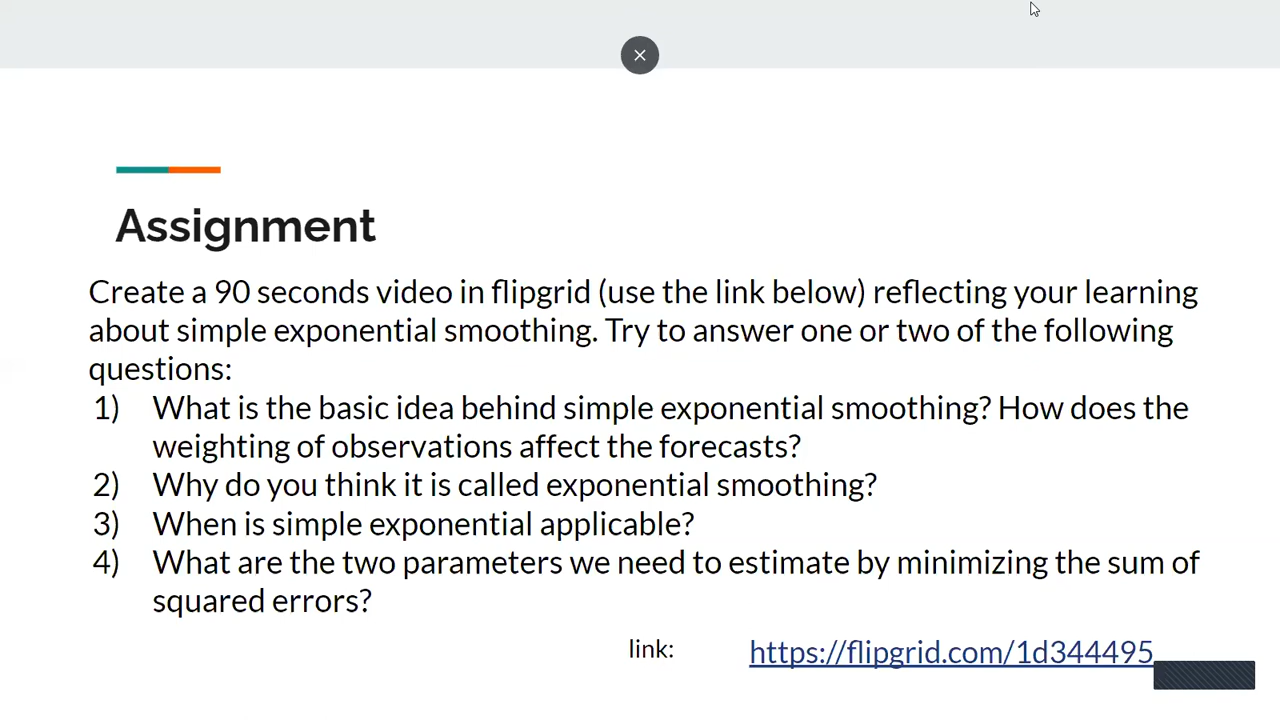 Assignment
Create a 90 seconds video in flipgrid (use the link below) reflecting your learning
about simple exponential smoothing. Try to answer one or two of the following
questions:
1) What is the basic idea behind simple exponential smoothing? How does the
weighting of observations affect the forecasts?
2) Why do you think it is called exponential smoothing?
3) When is simple exponential applicable?
4) What are the two parameters we need to estimate by minimizing the sum of
squared errors?
link: https://flipgrid.com/1d344495